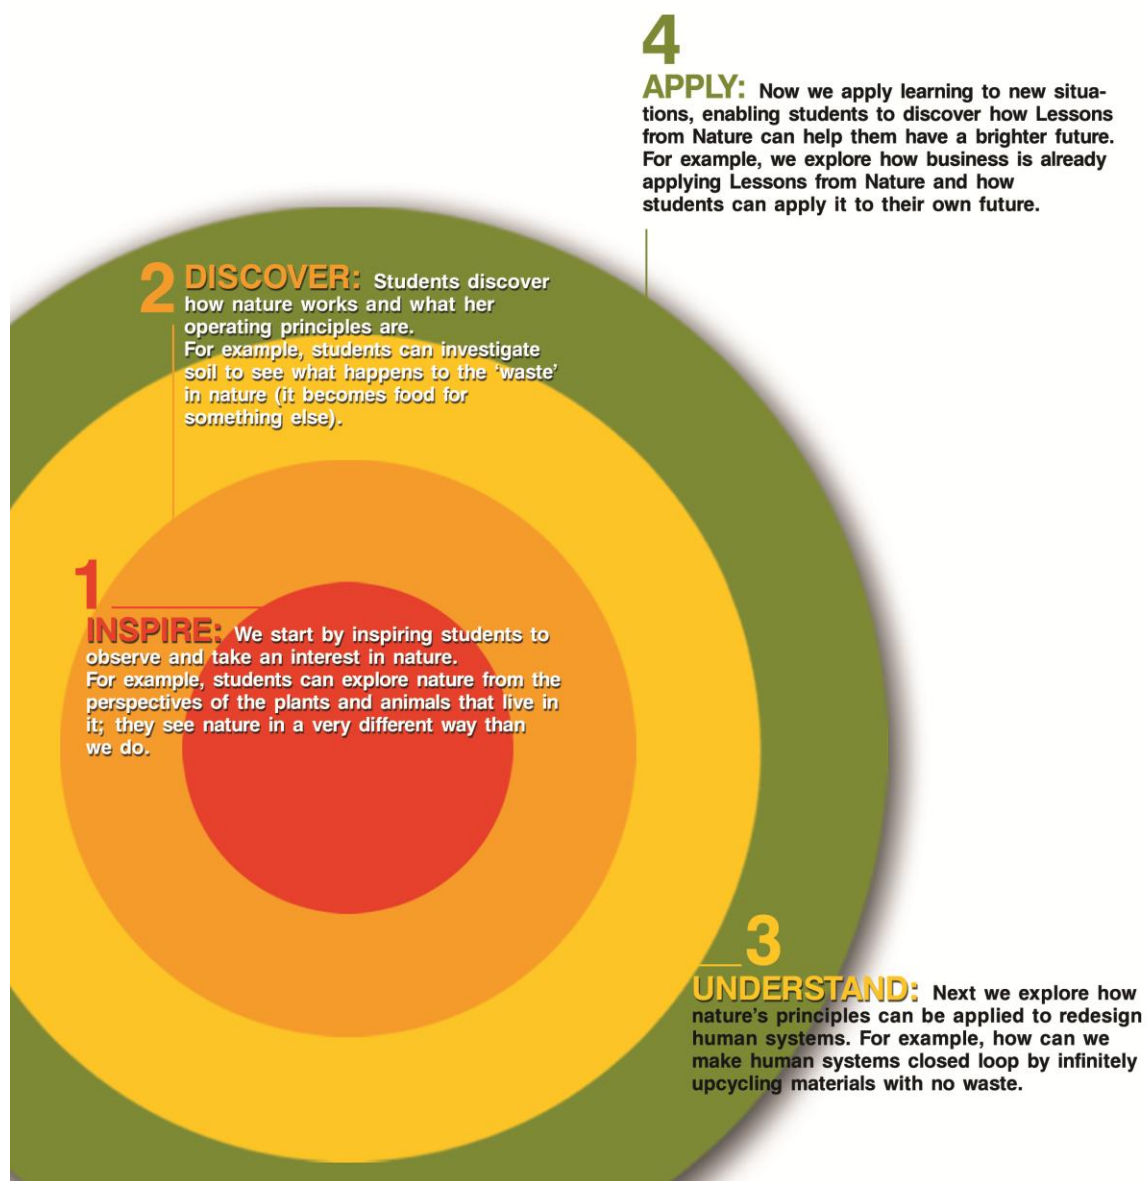 4
APPLY: Now we apply learning to new situa-
tions, enabling students to discover how Lessons
from Nature can help them have a brighter future.
For example, we explore how business is already
applying Lessons from Nature and how
students can apply it to their own future.
2 DISCOVER: Students discover
how nature works and what her
operating principles are.
For example, students can investigate
soil to see what happens to the ‘waste’
in nature (it becomes food for
something else).
1
INSPIRE: We start by inspiring students to
observe and take an interest in nature.
For example, students can explore nature from the
perspectives of the plants and animals that live in
it; they see nature in a very different way than
we do.
3
UNDERSTAND: Next we explore how
nature’s principles can be applied to redesign
human systems. For example, how can we
make human systems closed loop by infinitely
upcycling materials with no waste.